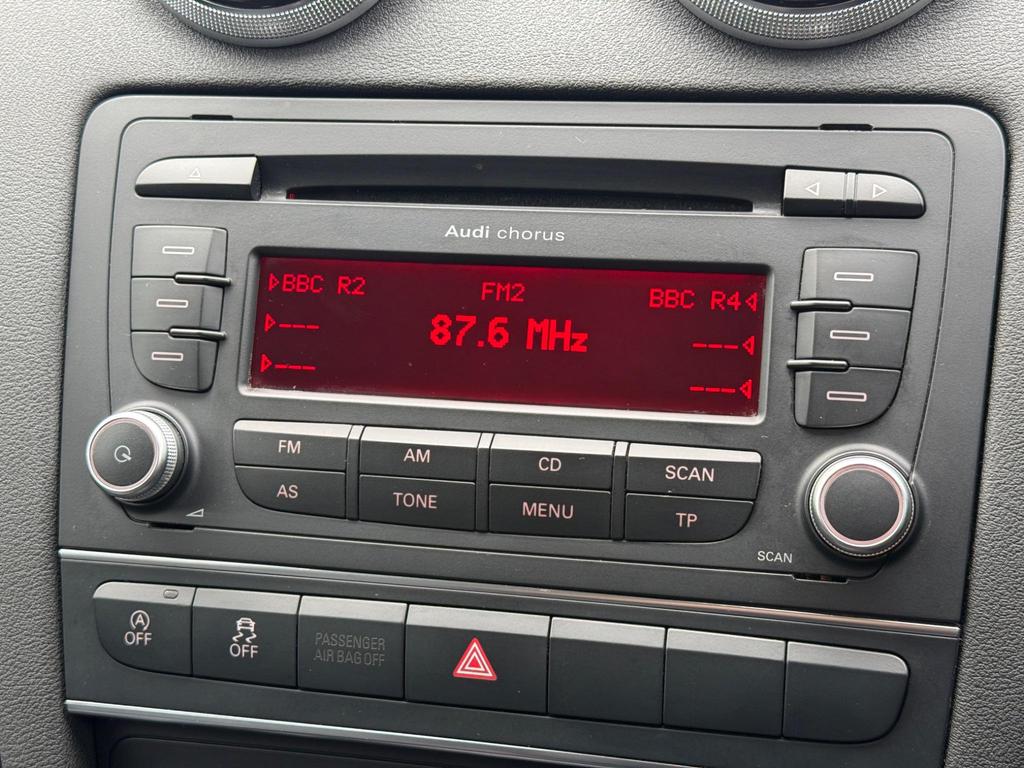 Audi chorus
BBC R2 FM2 BBC R4
--- 87.6 MHz ---
--- ---
FM AM CD SCAN
AS TONE MENU TP
SCAN
A OFF
OFF
PASSENGER
AIR BAG OFF